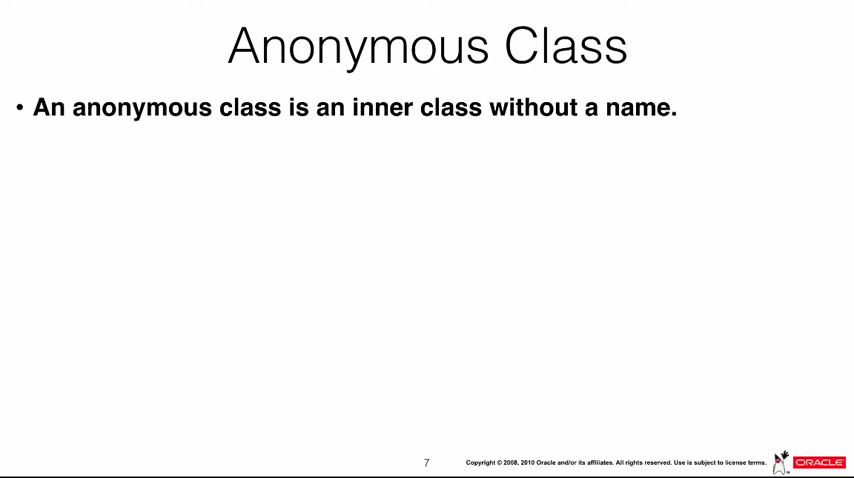 Anonymous Class
• An anonymous class is an inner class without a name.
7
Copyright © 2008, 2010 Oracle and/or its affiliates. All rights reserved. Use is subject to license terms.
ORACLE